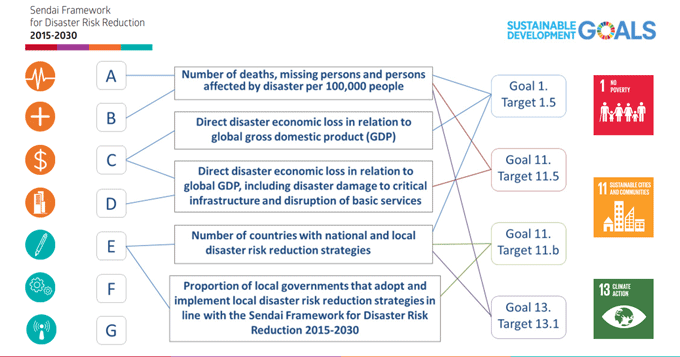 Sendai Framework
for Disaster Risk Reduction
2015-2030
SUSTAINABLE
DEVELOPMENT
GOALS
A
B
C
D
E
F
G
$
Number of deaths, missing persons and persons
affected by disaster per 100,000 people
Direct disaster economic loss in relation to
global gross domestic product (GDP)
Direct disaster economic loss in relation to
global GDP, including disaster damage to critical
infrastructure and disruption of basic services
Number of countries with national and local
disaster risk reduction strategies
Proportion of local governments that adopt and
implement local disaster risk reduction strategies in
line with the Sendai Framework for Disaster Risk
Reduction 2015-2030
Goal 1.
Target 1.5
Goal 11.
Target 11.5
Goal 11.
Target 11.b
Goal 13.
Target 13.1
1 NO
POVERTY
11 SUSTAINABLE CITIES
AND COMMUNITIES
13 CLIMATE
ACTION